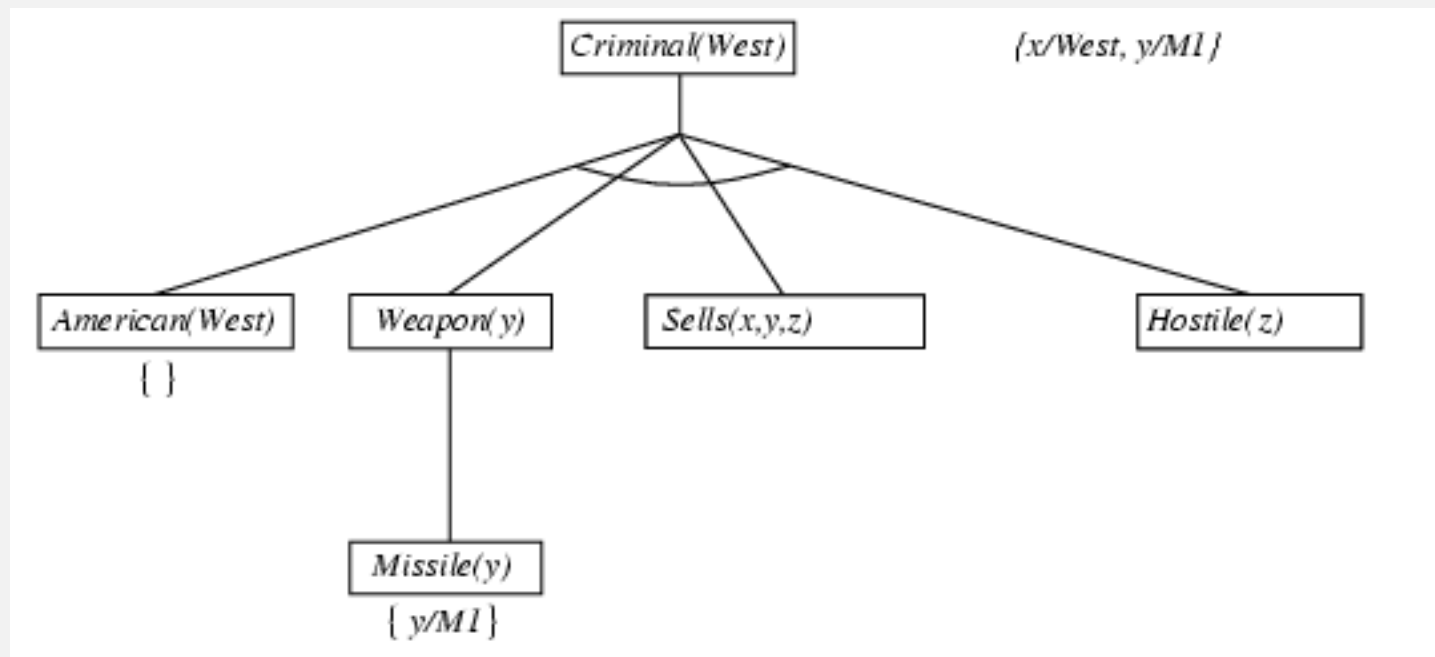 Criminal(West)
{x/West, y/M1}
American(West)
Weapon(y)
Sells(x,y,z)
Hostile(z)
{ }
Missile(y)
{ y/M1 }